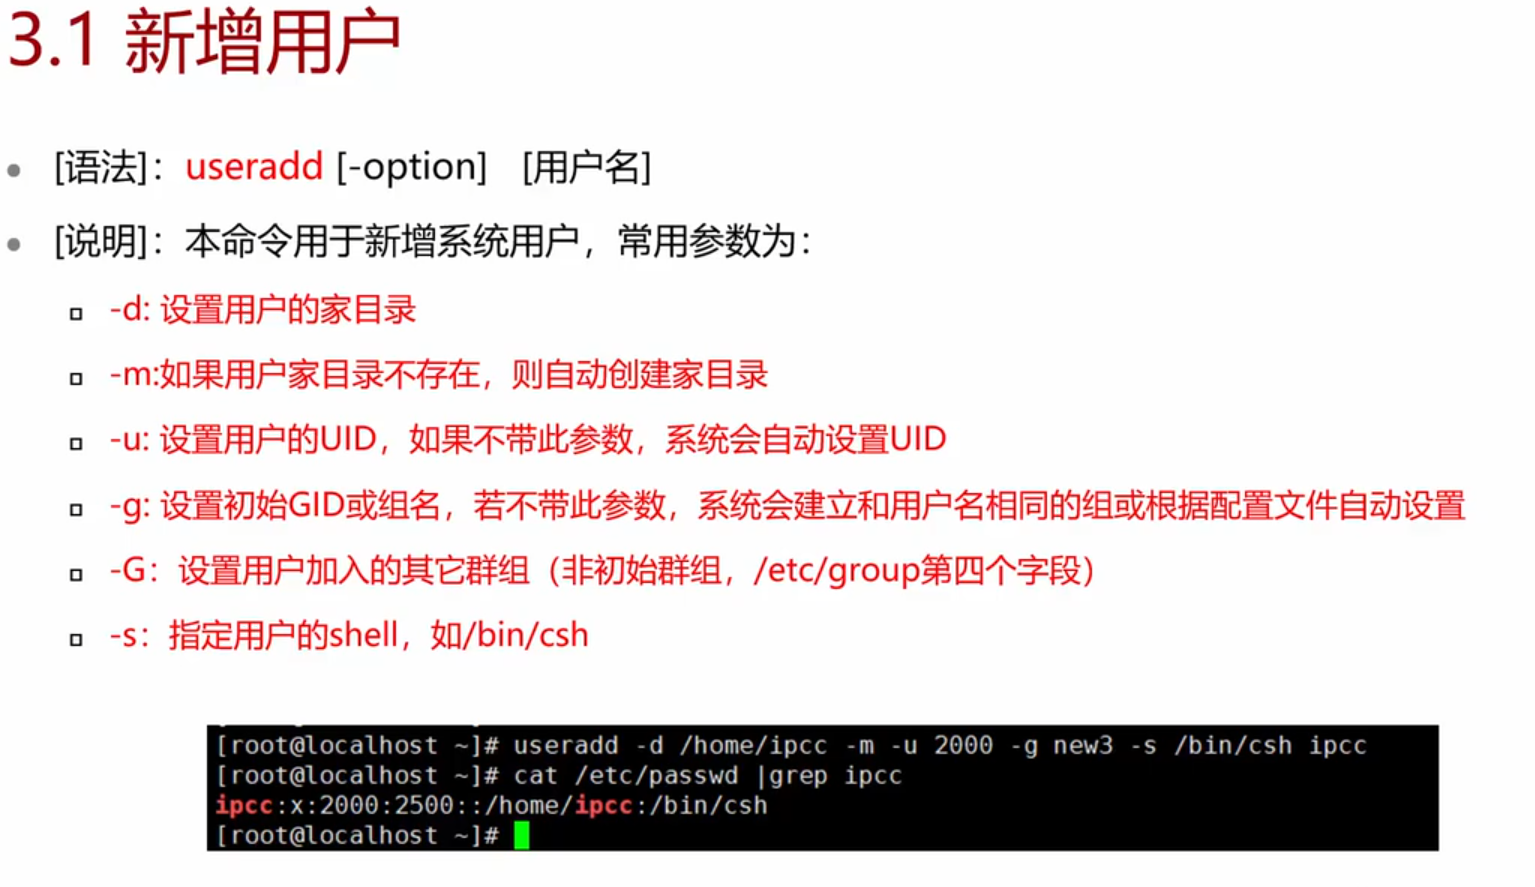 3.1 新增用户
[语法]：useradd [-option] [用户名]
[说明]：本命令用于新增系统用户，常用参数为：
-d: 设置用户的家目录
-m:如果用户家目录不存在，则自动创建家目录
-u: 设置用户的UID，如果不带此参数，系统会自动设置UID
-g: 设置初始GID或组名，若不带此参数，系统会建立和用户名相同的组或根据配置文件自动设置
-G：设置用户加入的其它群组（非初始群组，/etc/group第四个字段）
-s：指定用户的shell，如/bin/csh
[root@localhost ~]# useradd -d /home/ipcc -m -u 2000 -g new3 -s /bin/csh ipcc
[root@localhost ~]# cat /etc/passwd |grep ipcc
ipcc:x:2000:2500::/home/ipcc:/bin/csh
[root@localhost ~]#